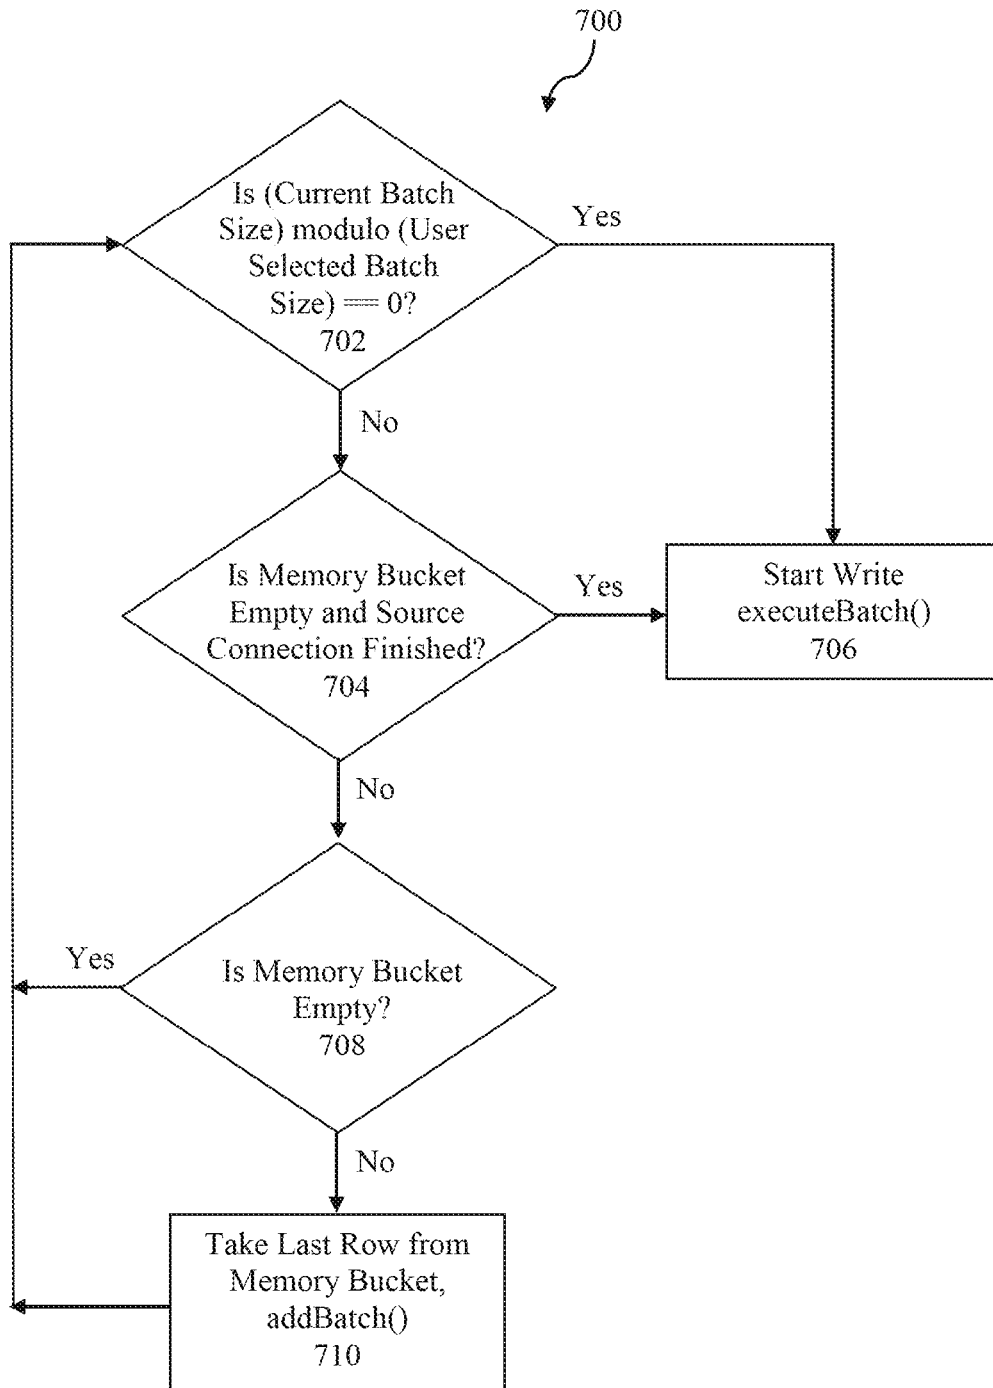 700
Is (Current Batch
Size) modulo (User
Selected Batch
Size) == 0?
702
Yes
No
Is Memory Bucket
Empty and Source
Connection Finished?
704
Yes
Start Write
executeBatch()
706
No
Is Memory Bucket
Empty?
708
Yes
No
Take Last Row from
Memory Bucket,
addBatch()
710